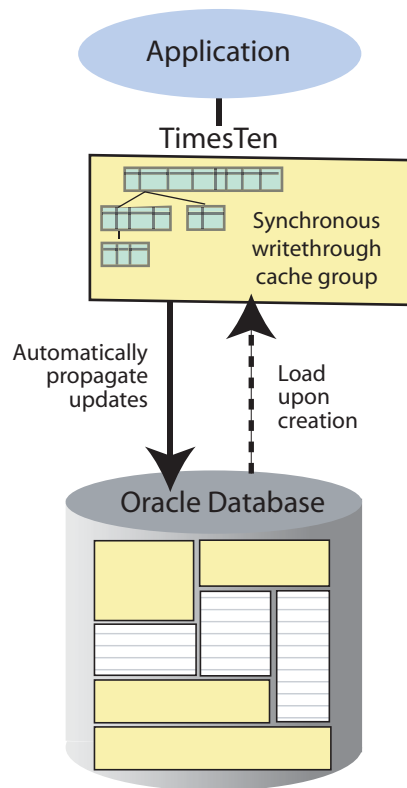 Application
TimesTen
Synchronous
writethrough
cache group
Automatically
propagate
updates
Load
upon
creation
Oracle Database